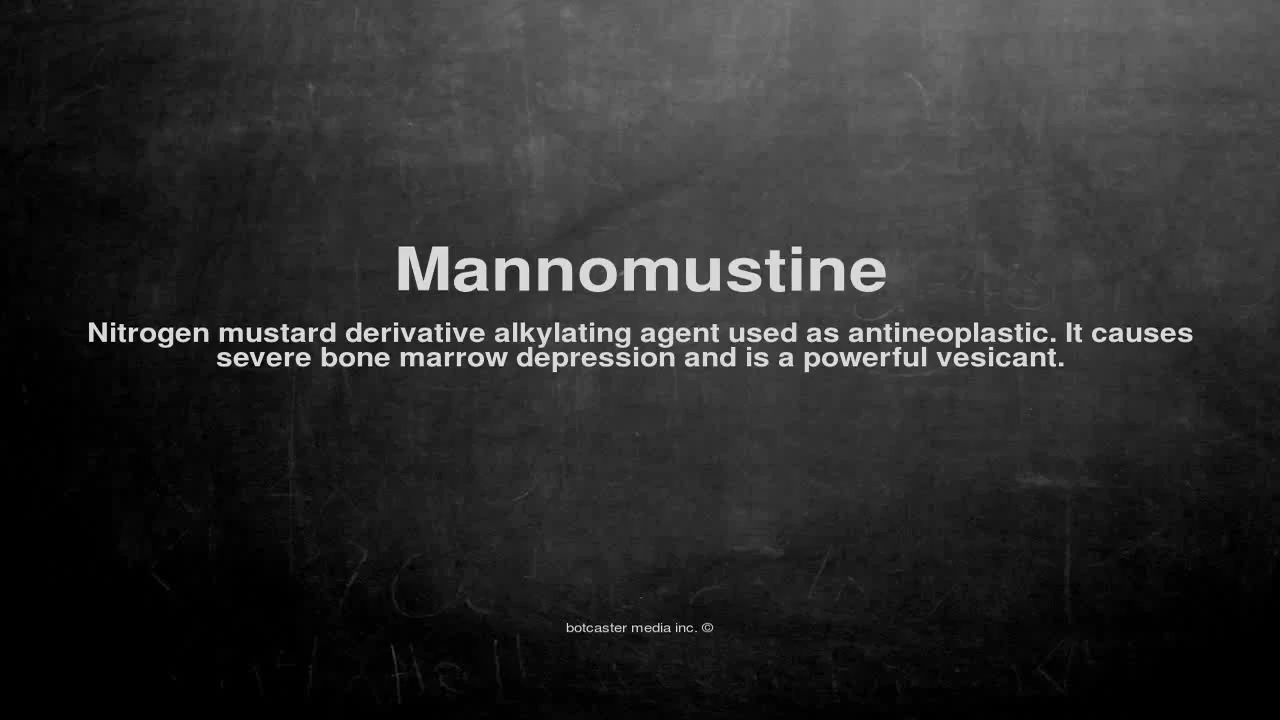 Mannomustine
Nitrogen mustard derivative alkylating agent used as antineoplastic. It causes
severe bone marrow depression and is a powerful vesicant.
botcaster media inc. ©